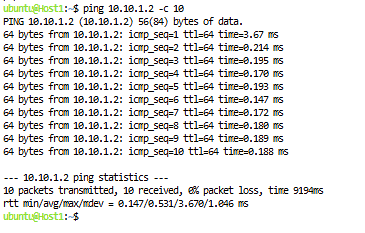 ubuntu@Host1:~$ ping 10.10.1.2 -c 10
PING 10.10.1.2 (10.10.1.2) 56(84) bytes of data.
64 bytes from 10.10.1.2: icmp_seq=1 ttl=64 time=3.67 ms
64 bytes from 10.10.1.2: icmp_seq=2 ttl=64 time=0.214 ms
64 bytes from 10.10.1.2: icmp_seq=3 ttl=64 time=0.195 ms
64 bytes from 10.10.1.2: icmp_seq=4 ttl=64 time=0.170 ms
64 bytes from 10.10.1.2: icmp_seq=5 ttl=64 time=0.193 ms
64 bytes from 10.10.1.2: icmp_seq=6 ttl=64 time=0.147 ms
64 bytes from 10.10.1.2: icmp_seq=7 ttl=64 time=0.172 ms
64 bytes from 10.10.1.2: icmp_seq=8 ttl=64 time=0.180 ms
64 bytes from 10.10.1.2: icmp_seq=9 ttl=64 time=0.189 ms
64 bytes from 10.10.1.2: icmp_seq=10 ttl=64 time=0.188 ms
--- 10.10.1.2 ping statistics ---
10 packets transmitted, 10 received, 0% packet loss, time 9194ms
rtt min/avg/max/mdev = 0.147/0.531/3.670/1.046 ms
ubuntu@Host1:~$